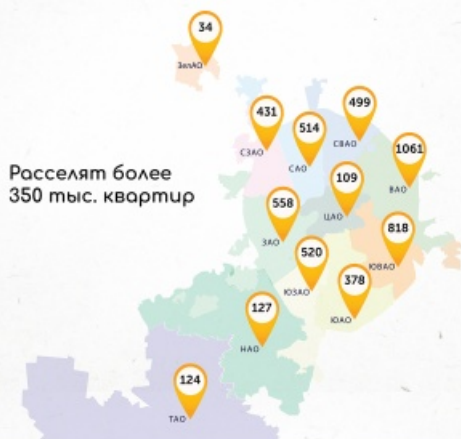 34
ЗелАО
431
СЗАО
514
САО
499
СВАО
1061
ВАО
Расселят более
350 тыс. квартир
109
ЦАО
558
ЗАО
818
ЮВАО
520
ЮЗАО
378
ЮАО
127
НАО
124
ТАО